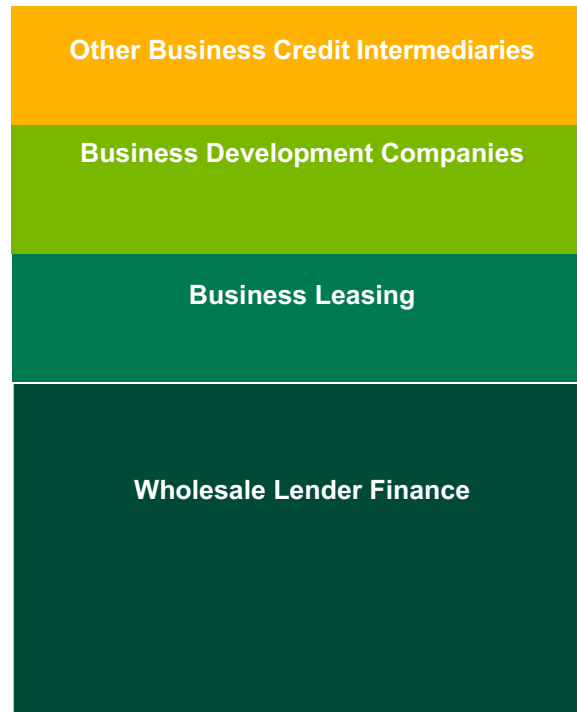 Other Business Credit Intermediaries
Business Development Companies
Business Leasing
Wholesale Lender Finance